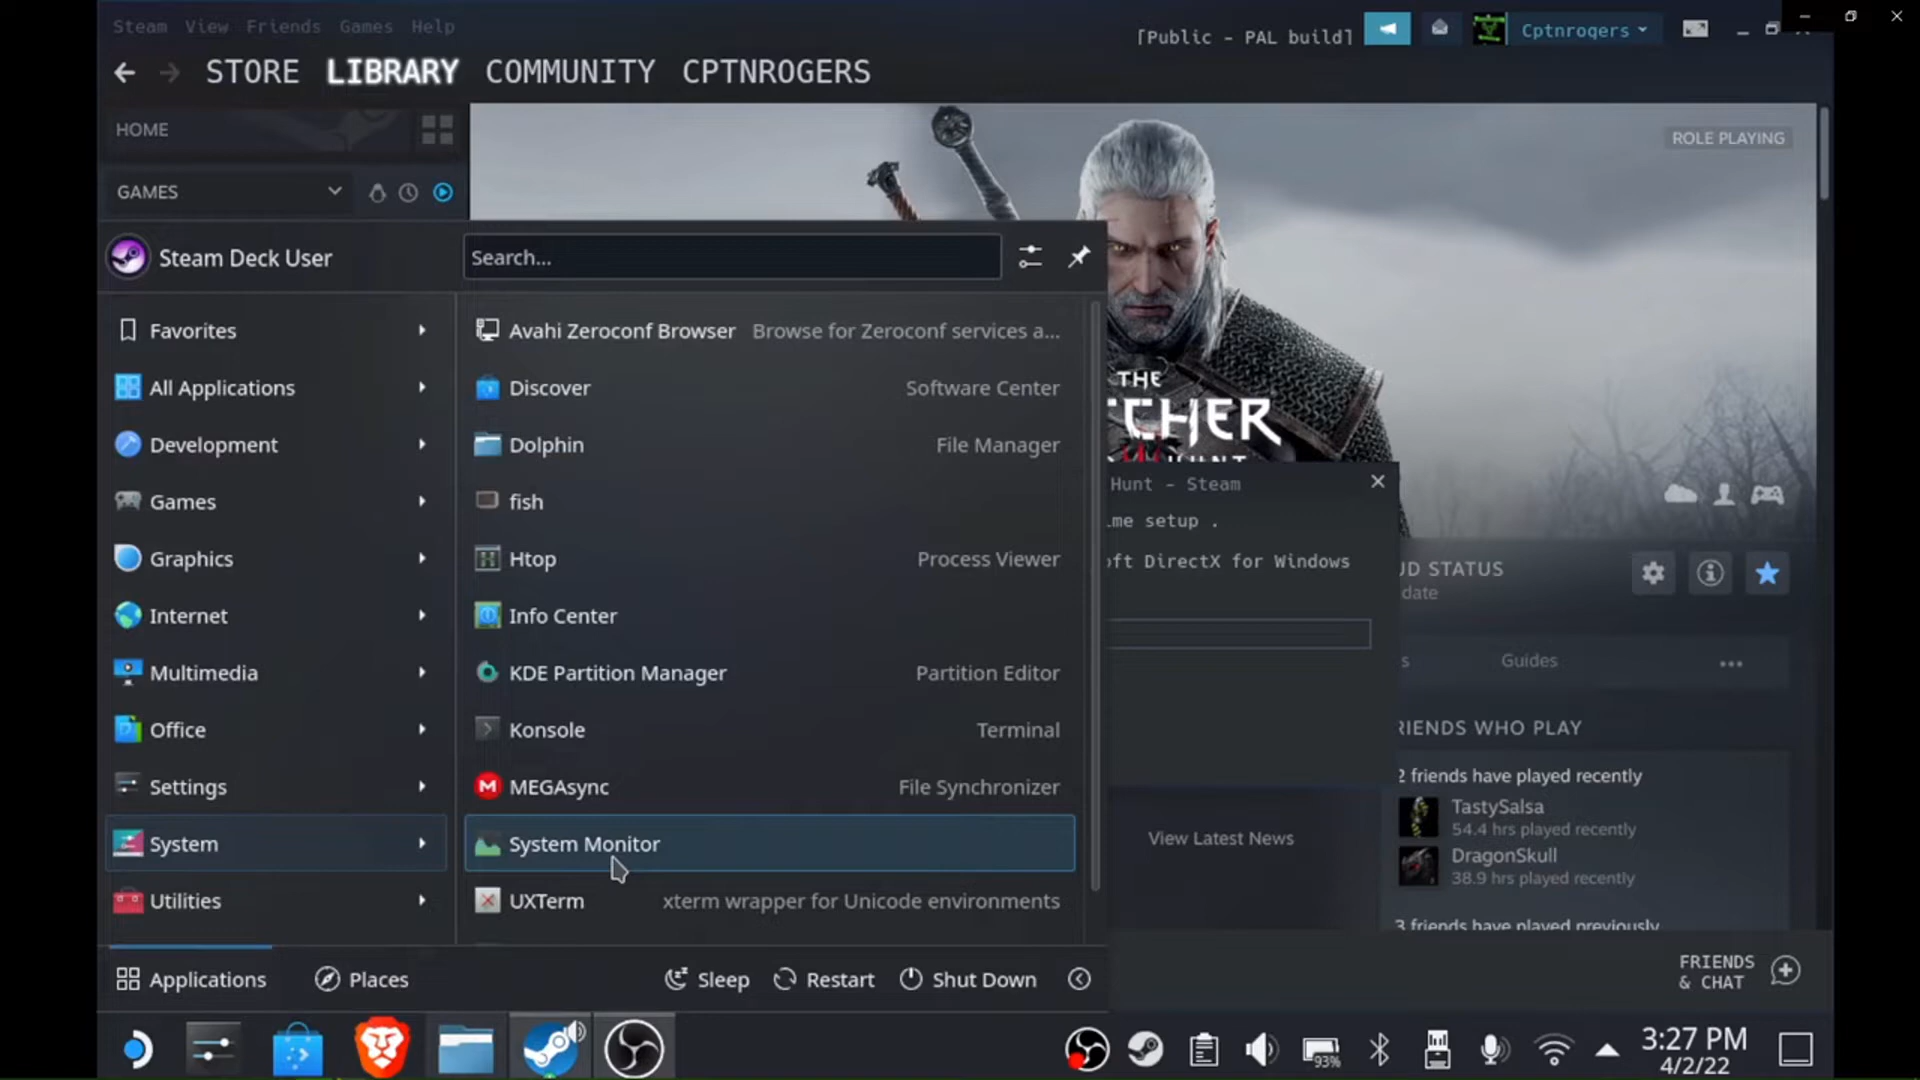 Steam View Friends Games Help
[Public - PAL build]
Cptnrogers
STORE LIBRARY COMMUNITY CPTNROGERS
HOME
ROLE PLAYING
GAMES
Steam Deck User
Search...
Favorites
All Applications
Development
Games
Graphics
Internet
Multimedia
Office
Settings
System
Utilities
Avahi Zeroconf Browser Browse for Zeroconf services a...
Discover Software Center
Dolphin File Manager
fish
Htop Process Viewer
Info Center
KDE Partition Manager Partition Editor
Konsole Terminal
MEGAsync File Synchronizer
System Monitor
UXTerm xterm wrapper for Unicode environments
THE
TCHER
HUNT
Hunt - Steam
me setup .
oft DirectX for Windows
UD STATUS
date
s Guides
RIENDS WHO PLAY
2 friends have played recently
TastySalsa
54.4 hrs played recently
DragonSkull
38.9 hrs played recently
3 friends have played previously
View Latest News
FRIENDS
& CHAT
Applications Places Sleep Restart Shut Down
93%
3:27 PM
4/2/22